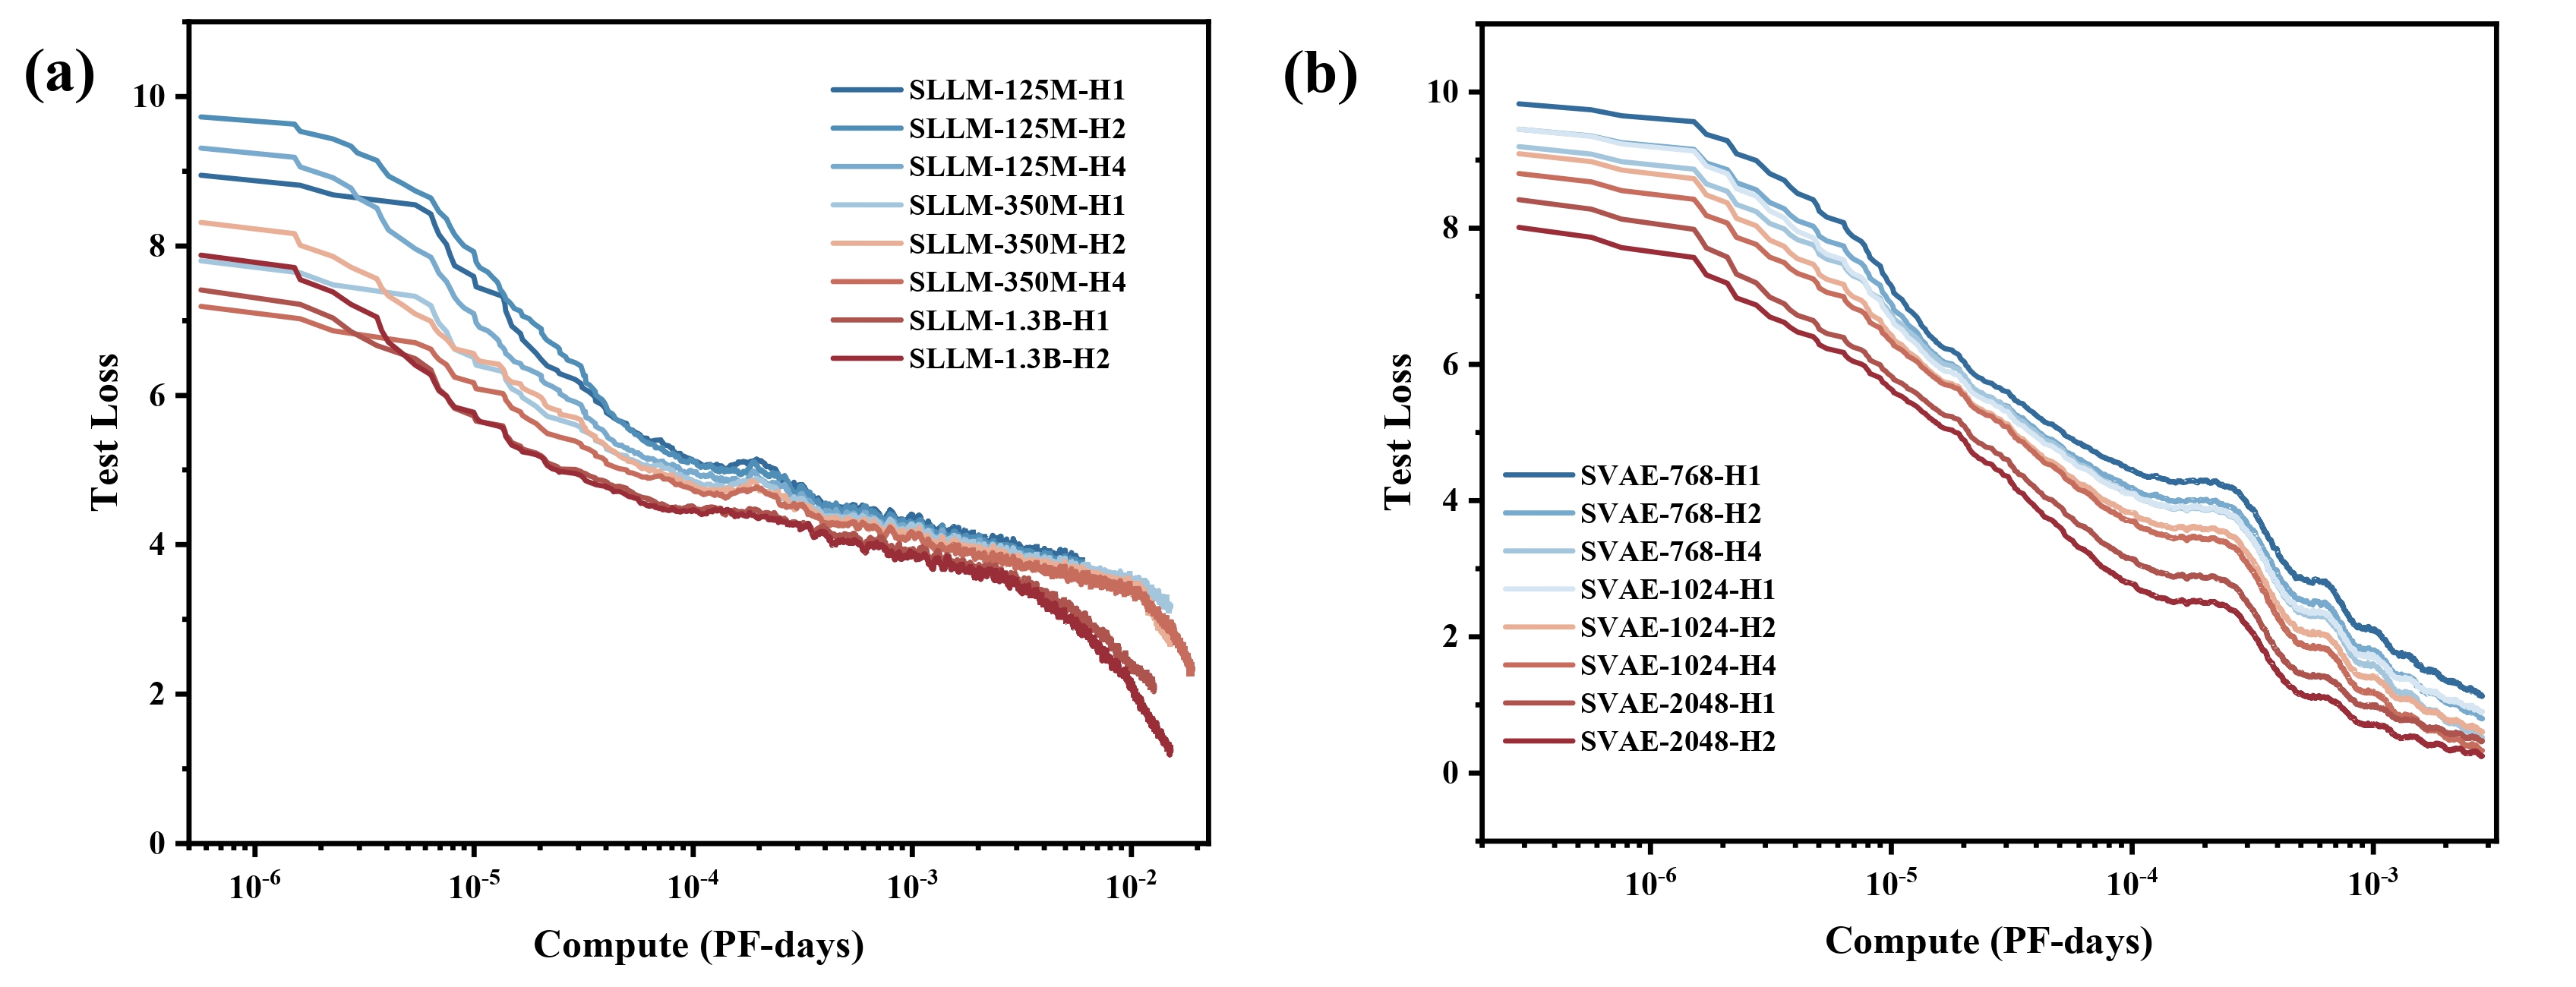 (a)
10
8
6
4
2
0
Test Loss
SLLM-125M-H1
SLLM-125M-H2
SLLM-125M-H4
SLLM-350M-H1
SLLM-350M-H2
SLLM-350M-H4
SLLM-1.3B-H1
SLLM-1.3B-H2
10⁻⁶ 10⁻⁵ 10⁻⁴ 10⁻³ 10⁻²
Compute (PF-days)
(b)
10
8
6
4
2
0
Test Loss
SVAE-768-H1
SVAE-768-H2
SVAE-768-H4
SVAE-1024-H1
SVAE-1024-H2
SVAE-1024-H4
SVAE-2048-H1
SVAE-2048-H2
10⁻⁶ 10⁻⁵ 10⁻⁴ 10⁻³
Compute (PF-days)